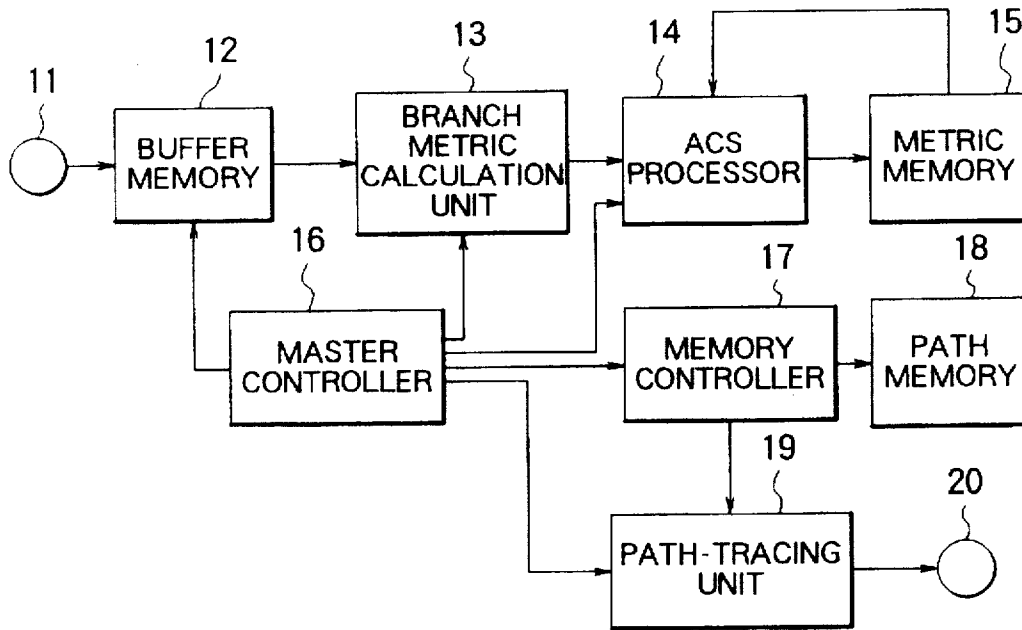 11
12
13
14
15
BUFFER
MEMORY
BRANCH
METRIC
CALCULATION
UNIT
ACS
PROCESSOR
METRIC
MEMORY
16
17
18
MASTER
CONTROLLER
MEMORY
CONTROLLER
PATH
MEMORY
19
20
PATH-TRACING
UNIT